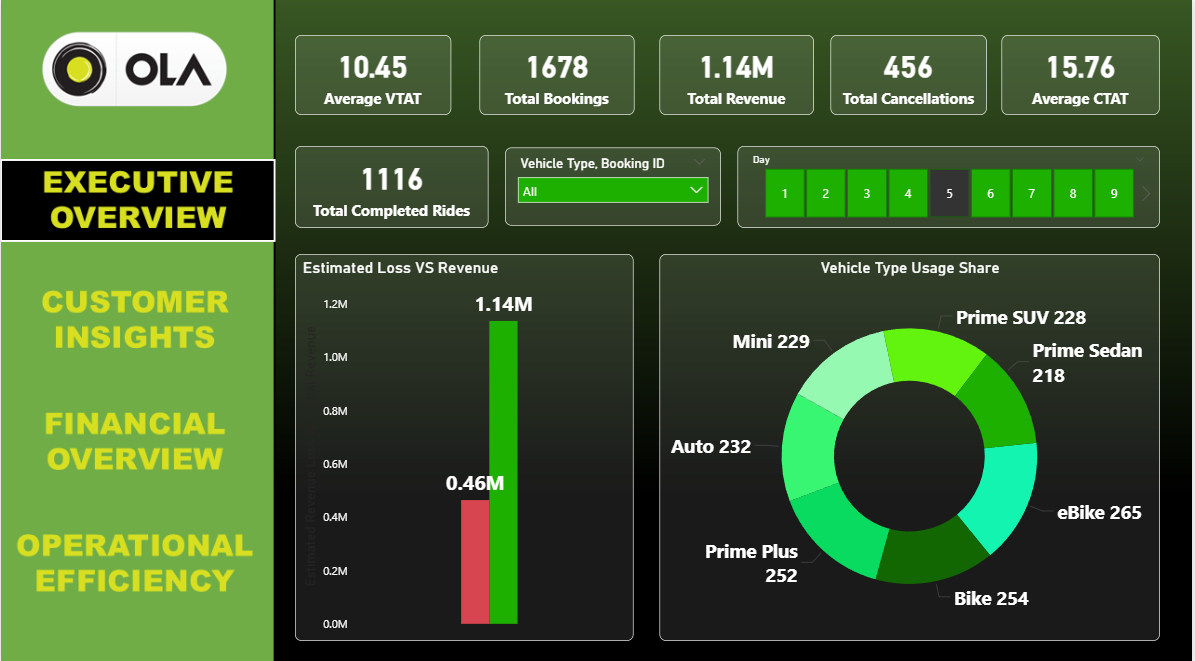 OLA
EXECUTIVE
OVERVIEW
CUSTOMER
INSIGHTS
FINANCIAL
OVERVIEW
OPERATIONAL
EFFICIENCY
10.45
Average VTAT
1678
Total Bookings
1.14M
Total Revenue
456
Total Cancellations
15.76
Average CTAT
1116
Total Completed Rides
Vehicle Type, Booking ID
All
Day
1 2 3 4 5 6 7 8 9
Estimated Loss VS Revenue
1.2M
1.0M
0.8M
0.6M
0.4M
0.2M
0.0M
1.14M
0.46M
Vehicle Type Usage Share
Prime SUV 228
Prime Sedan
218
eBike 265
Bike 254
Prime Plus
252
Auto 232
Mini 229